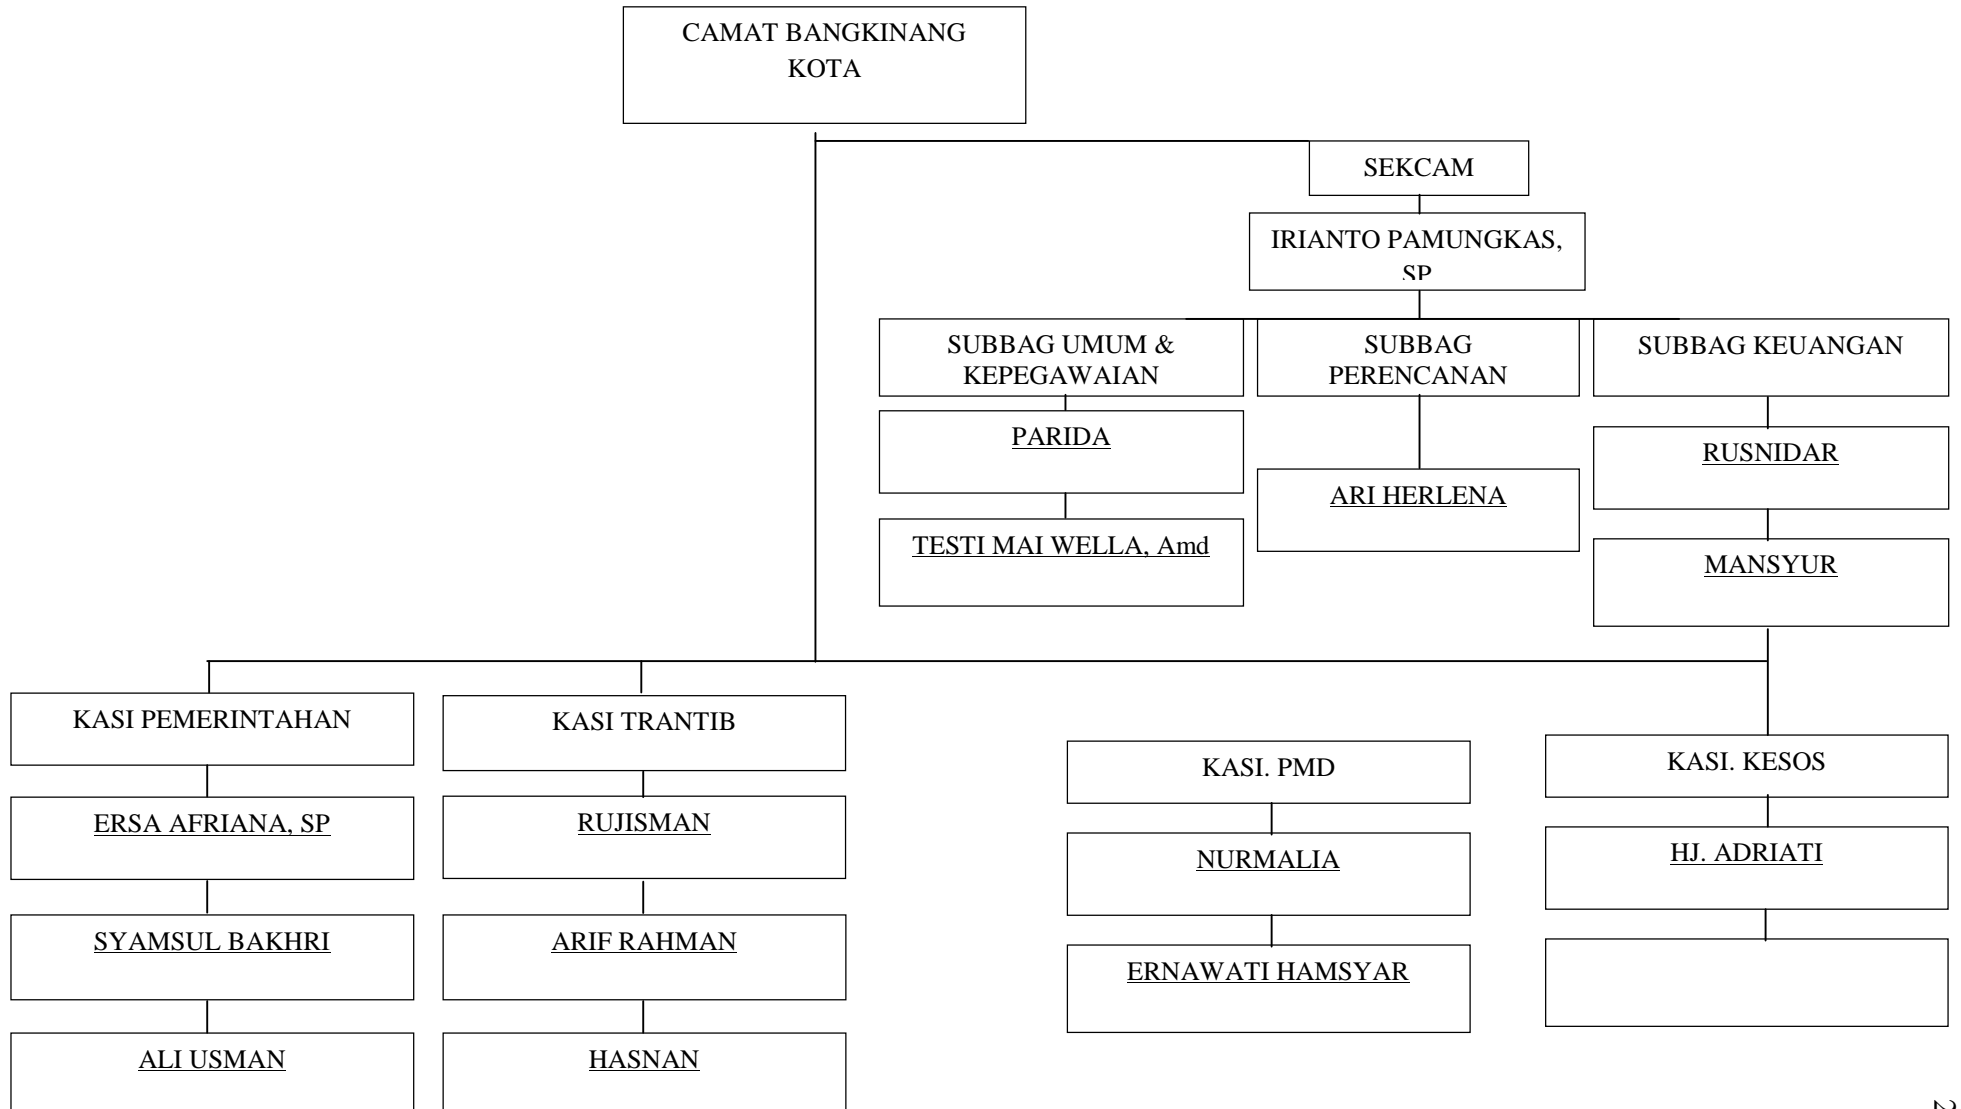 CAMAT BANGKINANG
KOTA
SEKCAM
IRIANTO PAMUNGKAS,
SP
SUBBAG UMUM &
KEPEGAWAIAN
PARIDA
TESTI MAI WELLA, Amd
SUBBAG
PERENCANAN
ARI HERLENA
SUBBAG KEUANGAN
RUSNIDAR
MANSYUR
KASI PEMERINTAHAN
ERSA AFRIANA, SP
SYAMSUL BAKHRI
ALI USMAN
KASI TRANTIB
RUJISMAN
ARIF RAHMAN
HASNAN
KASI. PMD
NURMALIA
ERNAWATI HAMSYAR
KASI. KESOS
HJ. ADRIATI